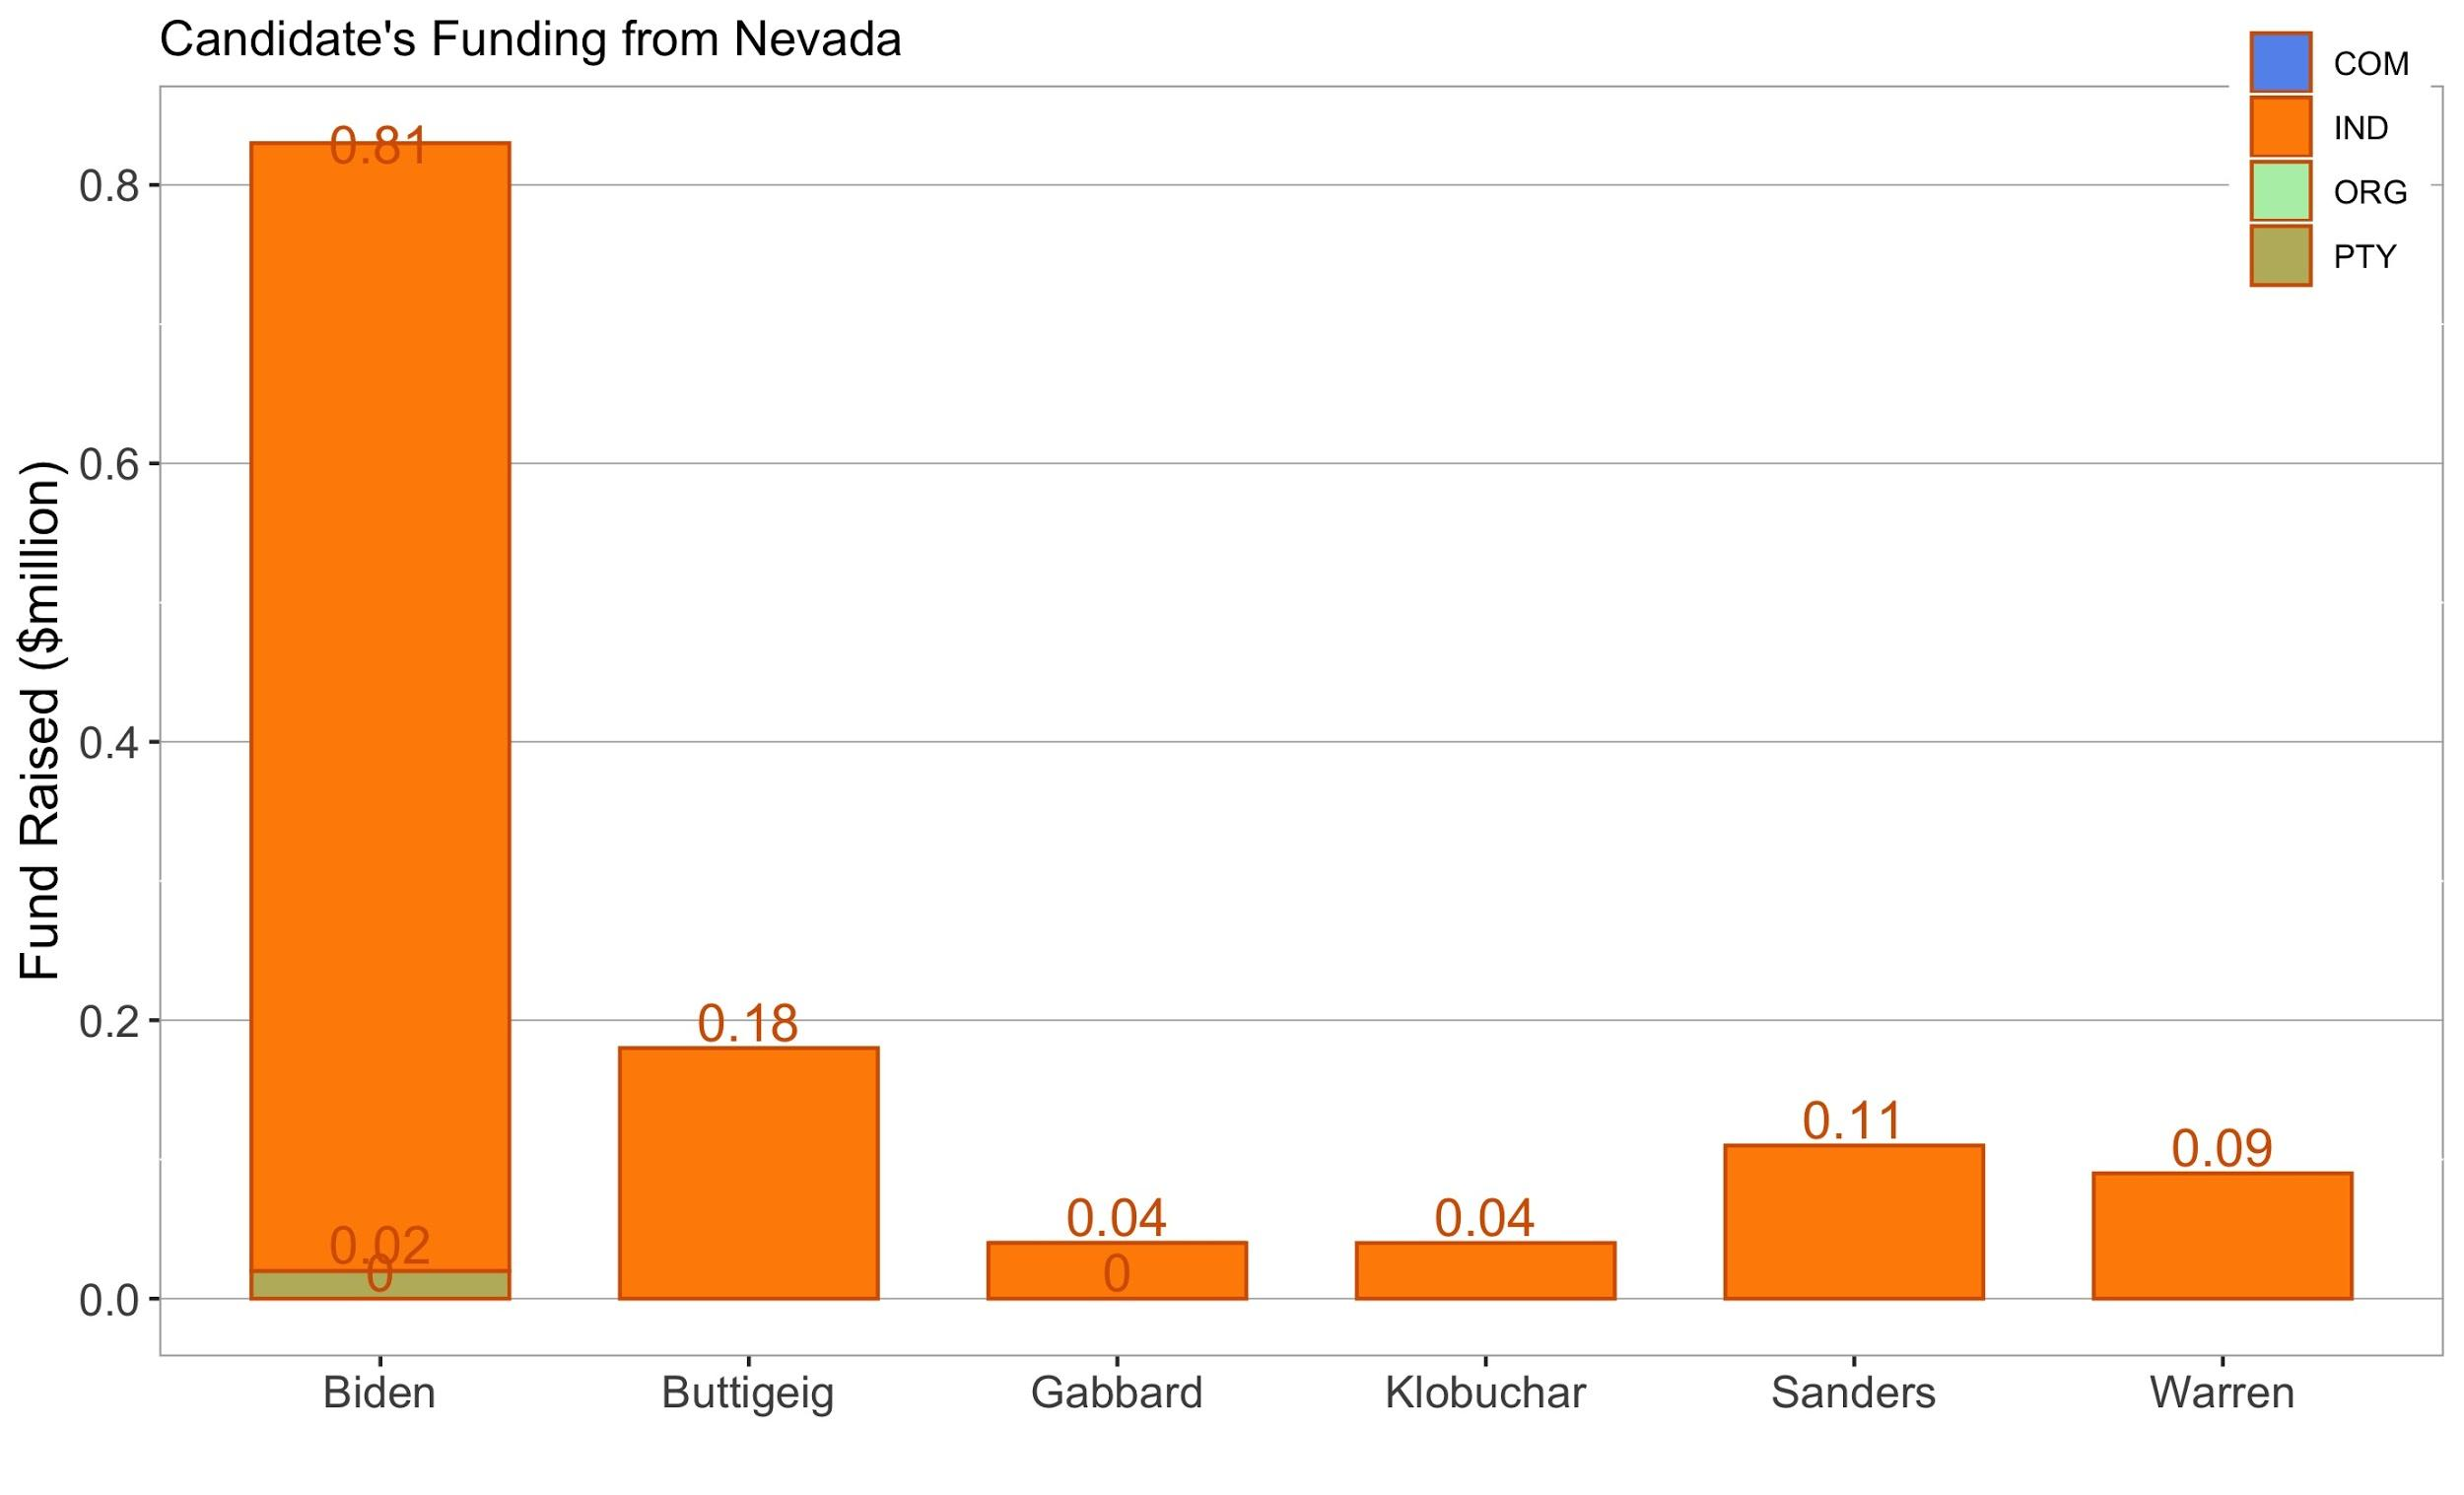 Candidate's Funding from Nevada
COM
IND
ORG
PTY
Fund Raised ($million)
0.8
0.6
0.4
0.2
0.0
0.81
0.02
0
0.18
0.04
0
0.04
0.11
0.09
Biden
Buttigeig
Gabbard
Klobuchar
Sanders
Warren